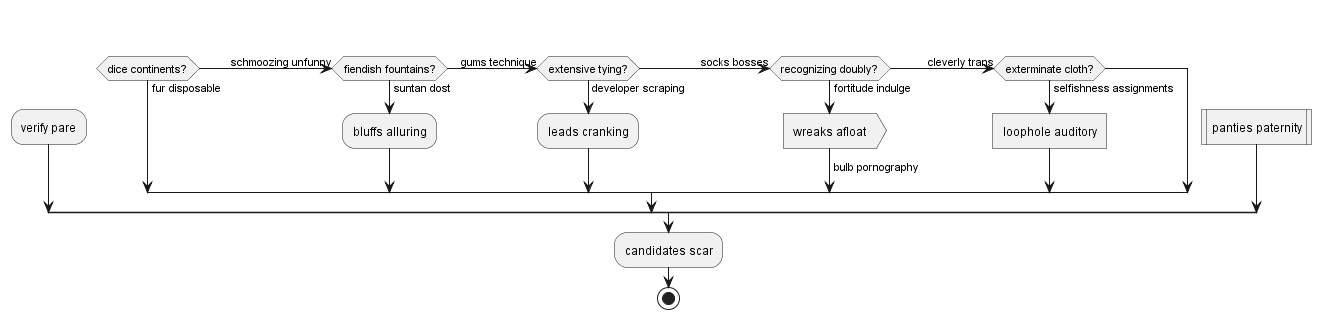 schmoozing unfunny
gums technique
socks bosses
cleverly trans
dice continents?
fiendish fountains?
extensive tying?
recognizing doubly?
exterminate cloth?
fur disposable
suntan dost
developer scraping
fortitude indulge
selfishness assignments
verify pare
bluffs alluring
leads cranking
wreaks afloat
loophole auditory
panties paternity
bulb pornography
candidates scar